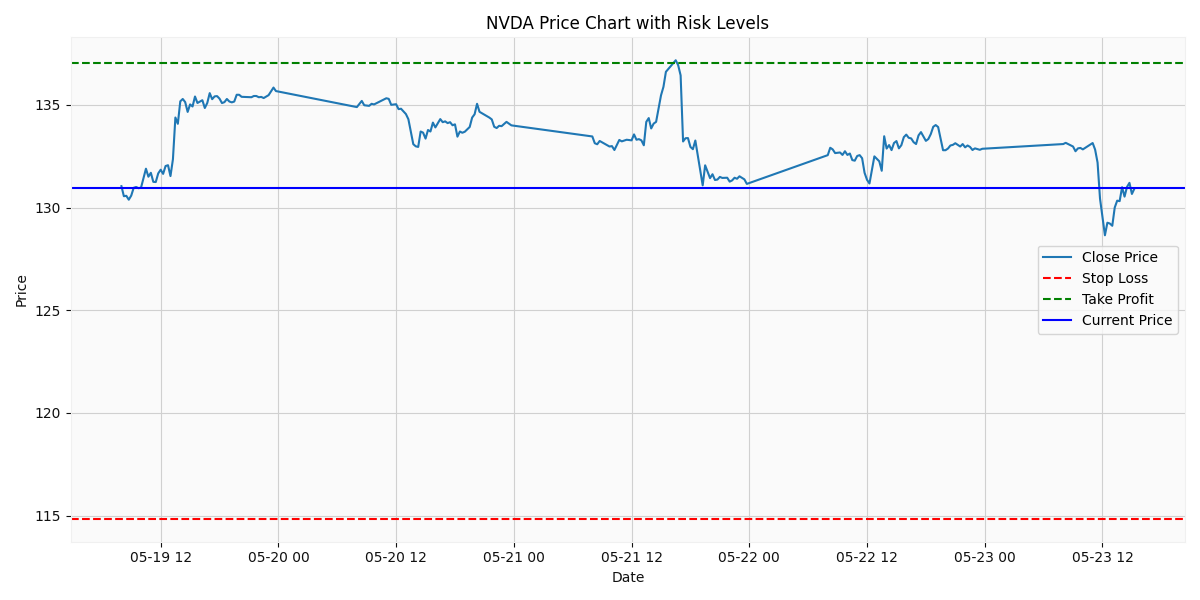 NVDA Price Chart with Risk Levels
Price
135
130
125
120
115
Close Price
Stop Loss
Take Profit
Current Price
05-19 12
05-20 00
05-20 12
05-21 00
05-21 12
05-22 00
05-22 12
05-23 00
05-23 12
Date